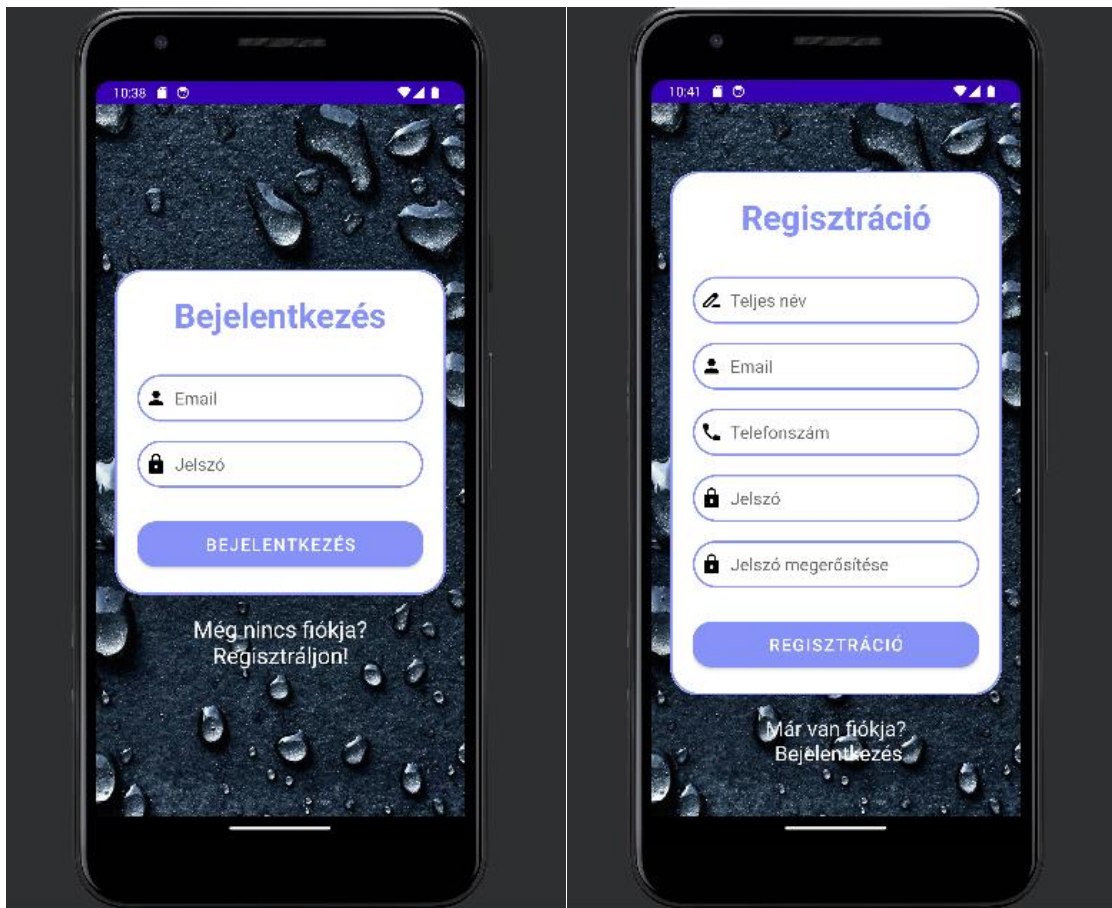 10:38
Bejelentkezés
Email
Jelszó
BEJELENTKEZÉS
Még nincs fiókja?
Regisztráljon!
10:41
Regisztráció
Teljes név
Email
Telefonszám
Jelszó
Jelszó megerősítése
REGISZTRÁCIÓ
Már van fiókja?
Bejelentkezés